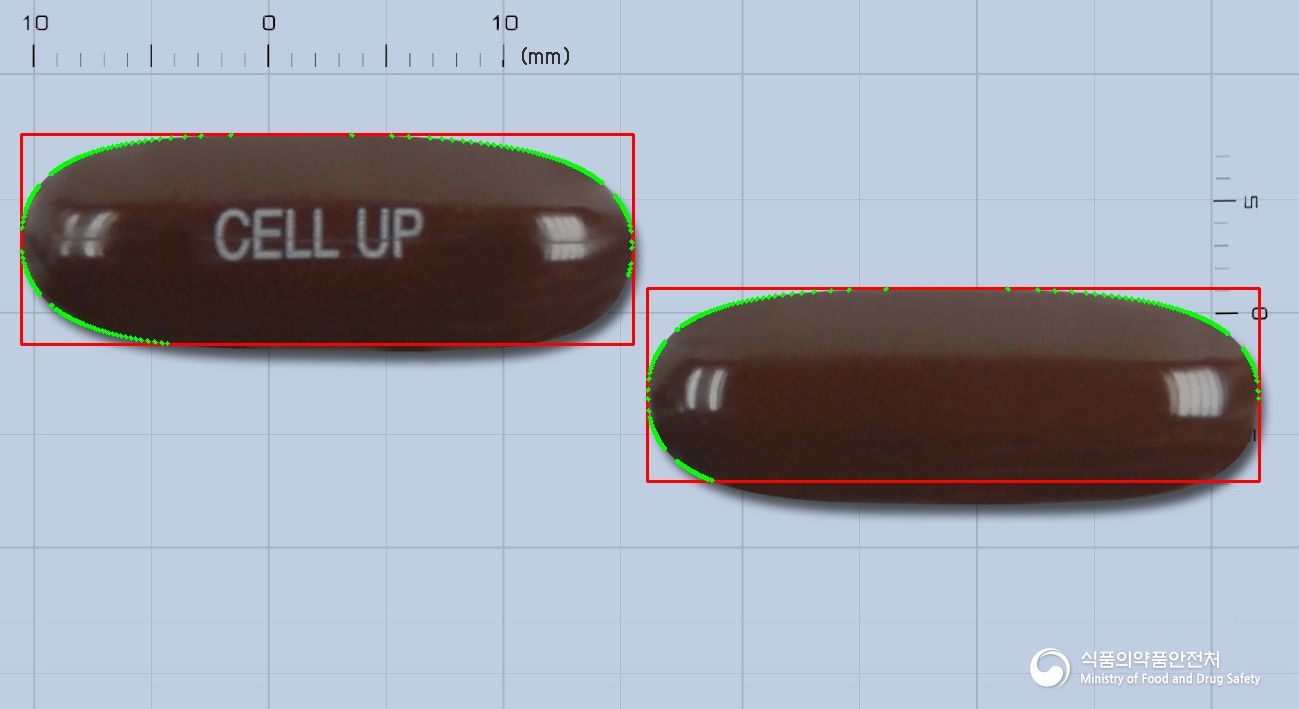 10 0 10
(mm)
CELL UP
5
0
식품의약품안전처
Ministry of Food and Drug Safety